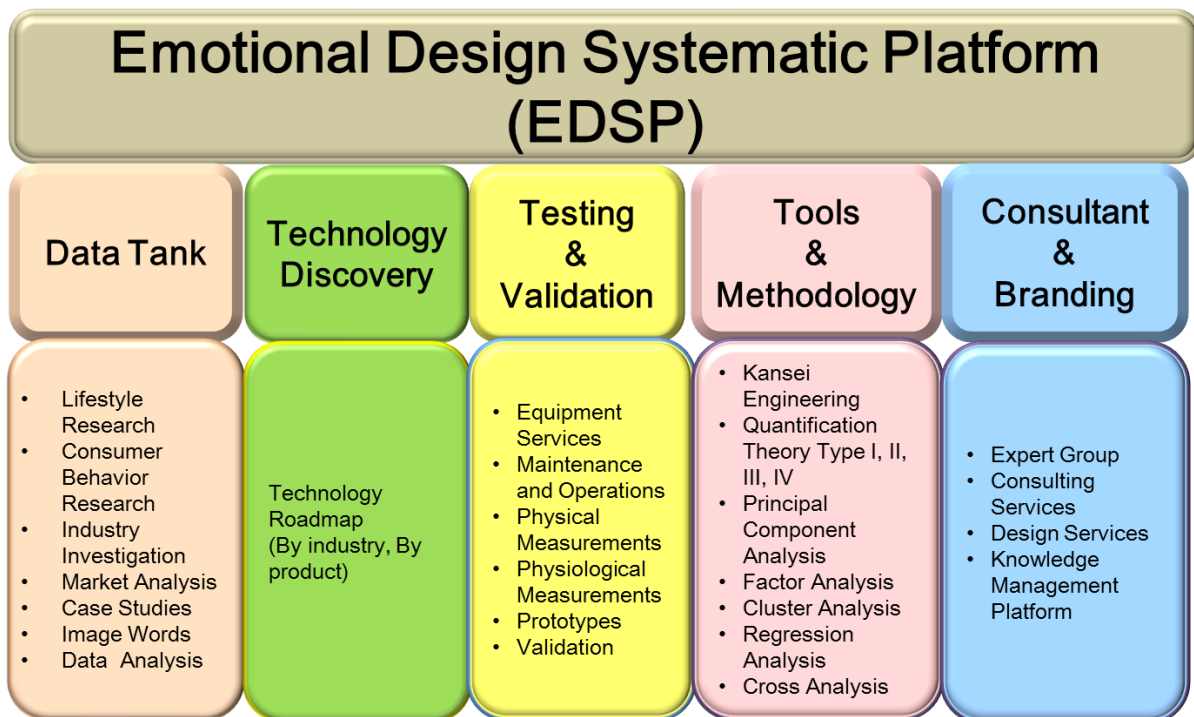 Emotional Design Systematic Platform
(EDSP)
Data Tank
Technology
Discovery
Testing
&
Validation
Tools
&
Methodology
Consultant
&
Branding
• Lifestyle
Research
• Consumer
Behavior
Research
• Industry
Investigation
• Market Analysis
• Case Studies
• Image Words
• Data Analysis
Technology
Roadmap
(By industry, By
product)
• Equipment
Services
• Maintenance
and Operations
• Physical
Measurements
• Physiological
Measurements
• Prototypes
• Validation
• Kansei
Engineering
• Quantification
Theory Type I, II,
III, IV
• Principal
Component
Analysis
• Factor Analysis
• Cluster Analysis
• Regression
Analysis
• Cross Analysis
• Expert Group
• Consulting
Services
• Design Services
• Knowledge
Management
Platform